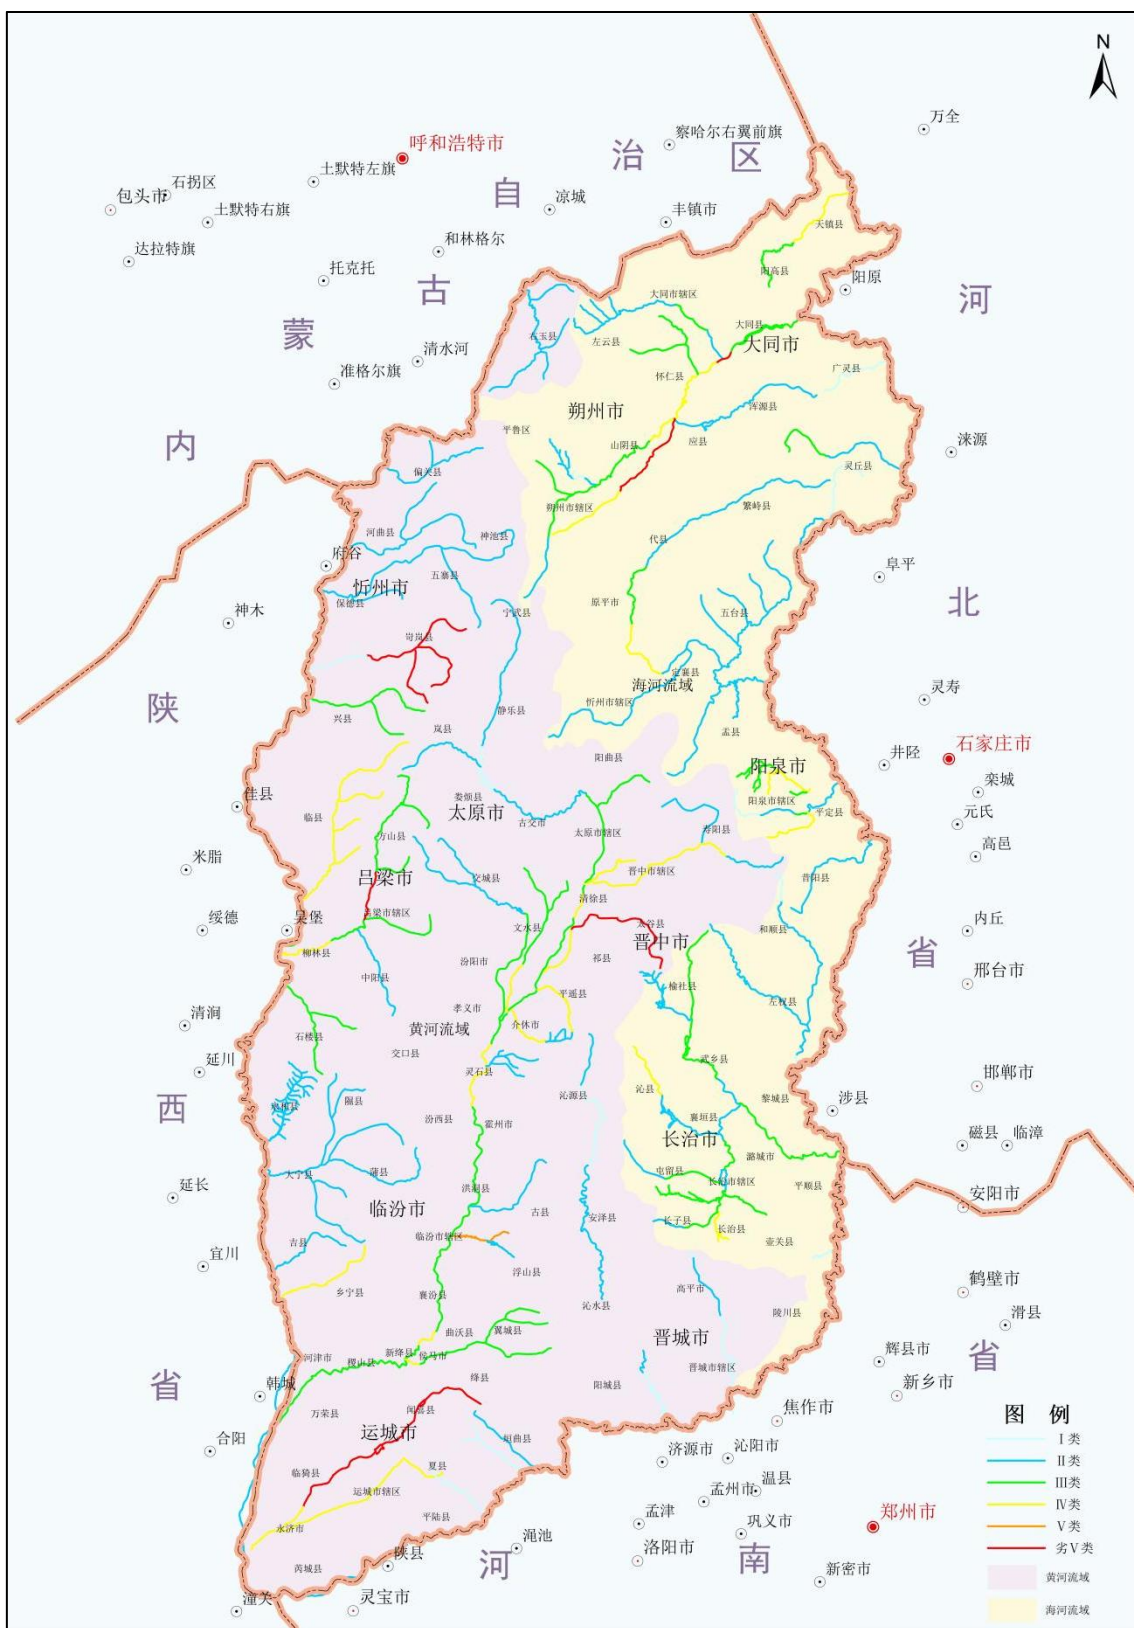 N
万全
察哈尔右翼前旗
呼和浩特市
治
区
土默特左旗
石拐区
包头市
自
凉城
土默特右旗
丰镇市
天镇县
和林格尔
达拉特旗
托克托
阳高县
阳原
古
大同市辖区
河
蒙
大同县
右玉县
左云县
大同市
清水河
准格尔旗
怀仁县
广灵县
朔州市
浑源县
平鲁区
内
山阴县
应县
涞源
偏关县
灵丘县
朔州市辖区
繁峙县
河曲县
神池县
代县
府谷
五寨县
阜平
忻州市
保德县
原平市
北
神木
宁武县
五台县
岢岚县
定襄县
海河流域
灵寿
陕
静乐县
忻州市辖区
兴县
岚县
盂县
石家庄市
阳曲县
井陉
阳泉市
栾城
娄烦县
阳泉市辖区
佳县
太原市
平定县
临县
古交市
元氏
太原市辖区
寿阳县
方山县
高邑
米脂
晋中市辖区
吕梁市
交城县
昔阳县
清徐县
吕梁市辖区
内丘
绥德
吴堡
文水县
太谷县
和顺县
晋中市
省
柳林县
祁县
汾阳市
邢台市
中阳县
榆社县
平遥县
左权县
孝义市
清涧
介休市
黄河流域
石楼县
交口县
武乡县
延川
灵石县
邯郸市
沁县
沁源县
黎城县
隰县
西
永和县
涉县
汾西县
襄垣县
霍州市
长治市
磁县
临漳
潞城市
大宁县
蒲县
屯留县
长治市辖区
平顺县
延长
洪洞县
安阳市
临汾市
古县
安泽县
长子县
长治县
临汾市辖区
吉县
壶关县
宜川
浮山县
高平市
鹤壁市
乡宁县
襄汾县
沁水县
陵川县
滑县
曲沃县
翼城县
晋城市
新绛县
侯马市
河津市
稷山县
辉县市
省
晋城市辖区
省
绛县
韩城
阳城县
新乡市
万荣县
闻喜县
焦作市
图 例
运城市
垣曲县
Ⅰ类
合阳
济源市
沁阳市
Ⅱ类
夏县
临猗县
Ⅲ类
运城市辖区
温县
孟州市
Ⅳ类
平陆县
孟津
郑州市
永济市
巩义市
Ⅴ类
渑池
劣Ⅴ类
洛阳市
河
南
陕县
芮城县
黄河流域
新密市
潼关
灵宝市
海河流域